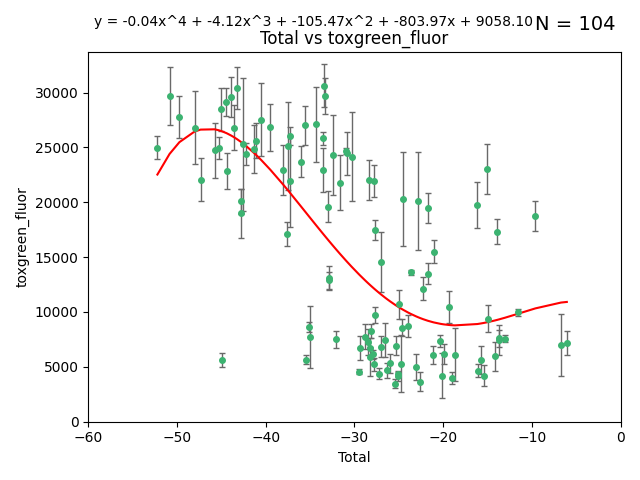 y = -0.04x^4 + -4.12x^3 + -105.47x^2 + -803.97x + 9058.10
N = 104
Total vs toxgreen_fluor
30000
25000
20000
15000
10000
5000
0
toxgreen_fluor
−60
−50
−40
−30
−20
−10
0
Total